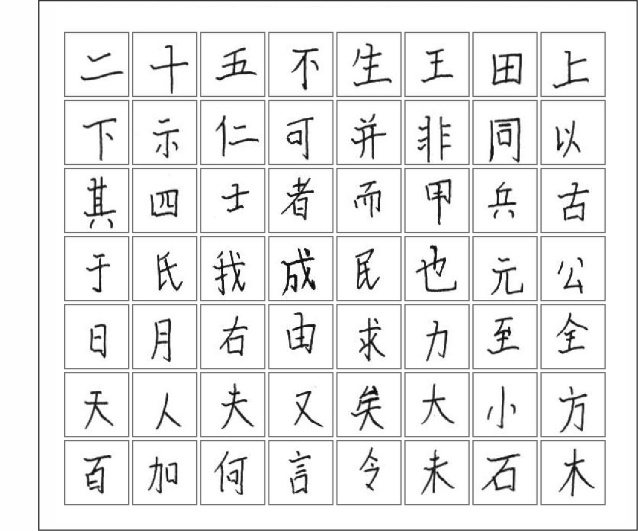 二十五不生王田上
下示仁可并非同以
其四士者而甲兵古
于氏我成民也元公
日月右由求力至全
天人夫又矣大小方
百加何言令未石木